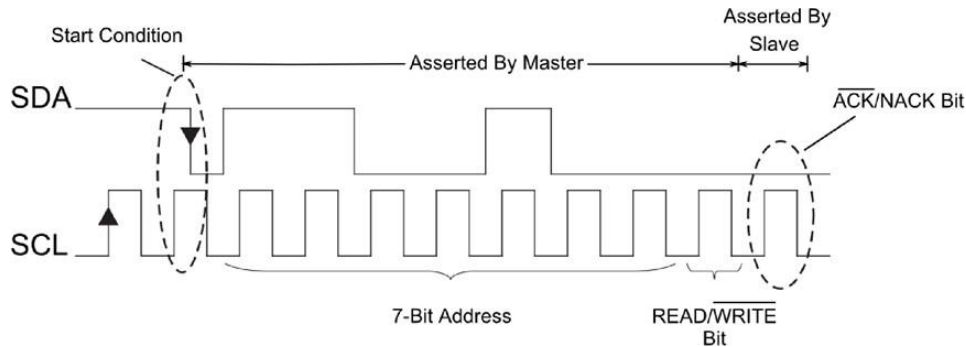 Asserted By
Slave
Start Condition
Asserted By Master
SDA
ACK/NACK Bit
SCL
7-Bit Address
READ/WRITE
Bit